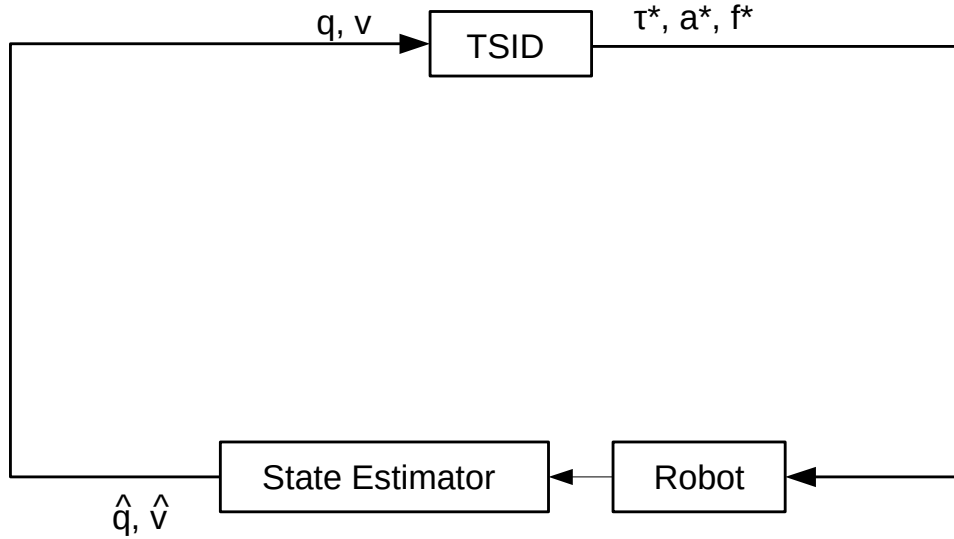 q, v
TSID
τ*, a*, f*
State Estimator
Robot
q̂, v̂